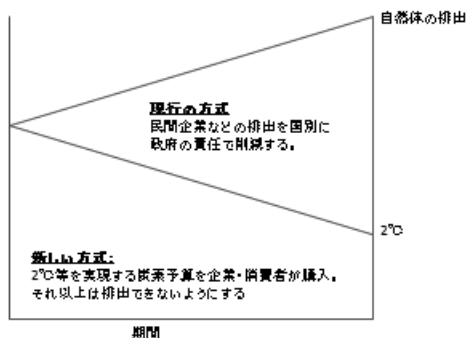 自然体の排出
現行の方式
民間企業などの排出を国別に
政府の責任で削減する。
2℃
新しい方式:
2℃等を実現する炭素予算を企業・消費者が購入。
それ以上は排出できないようにする
期間